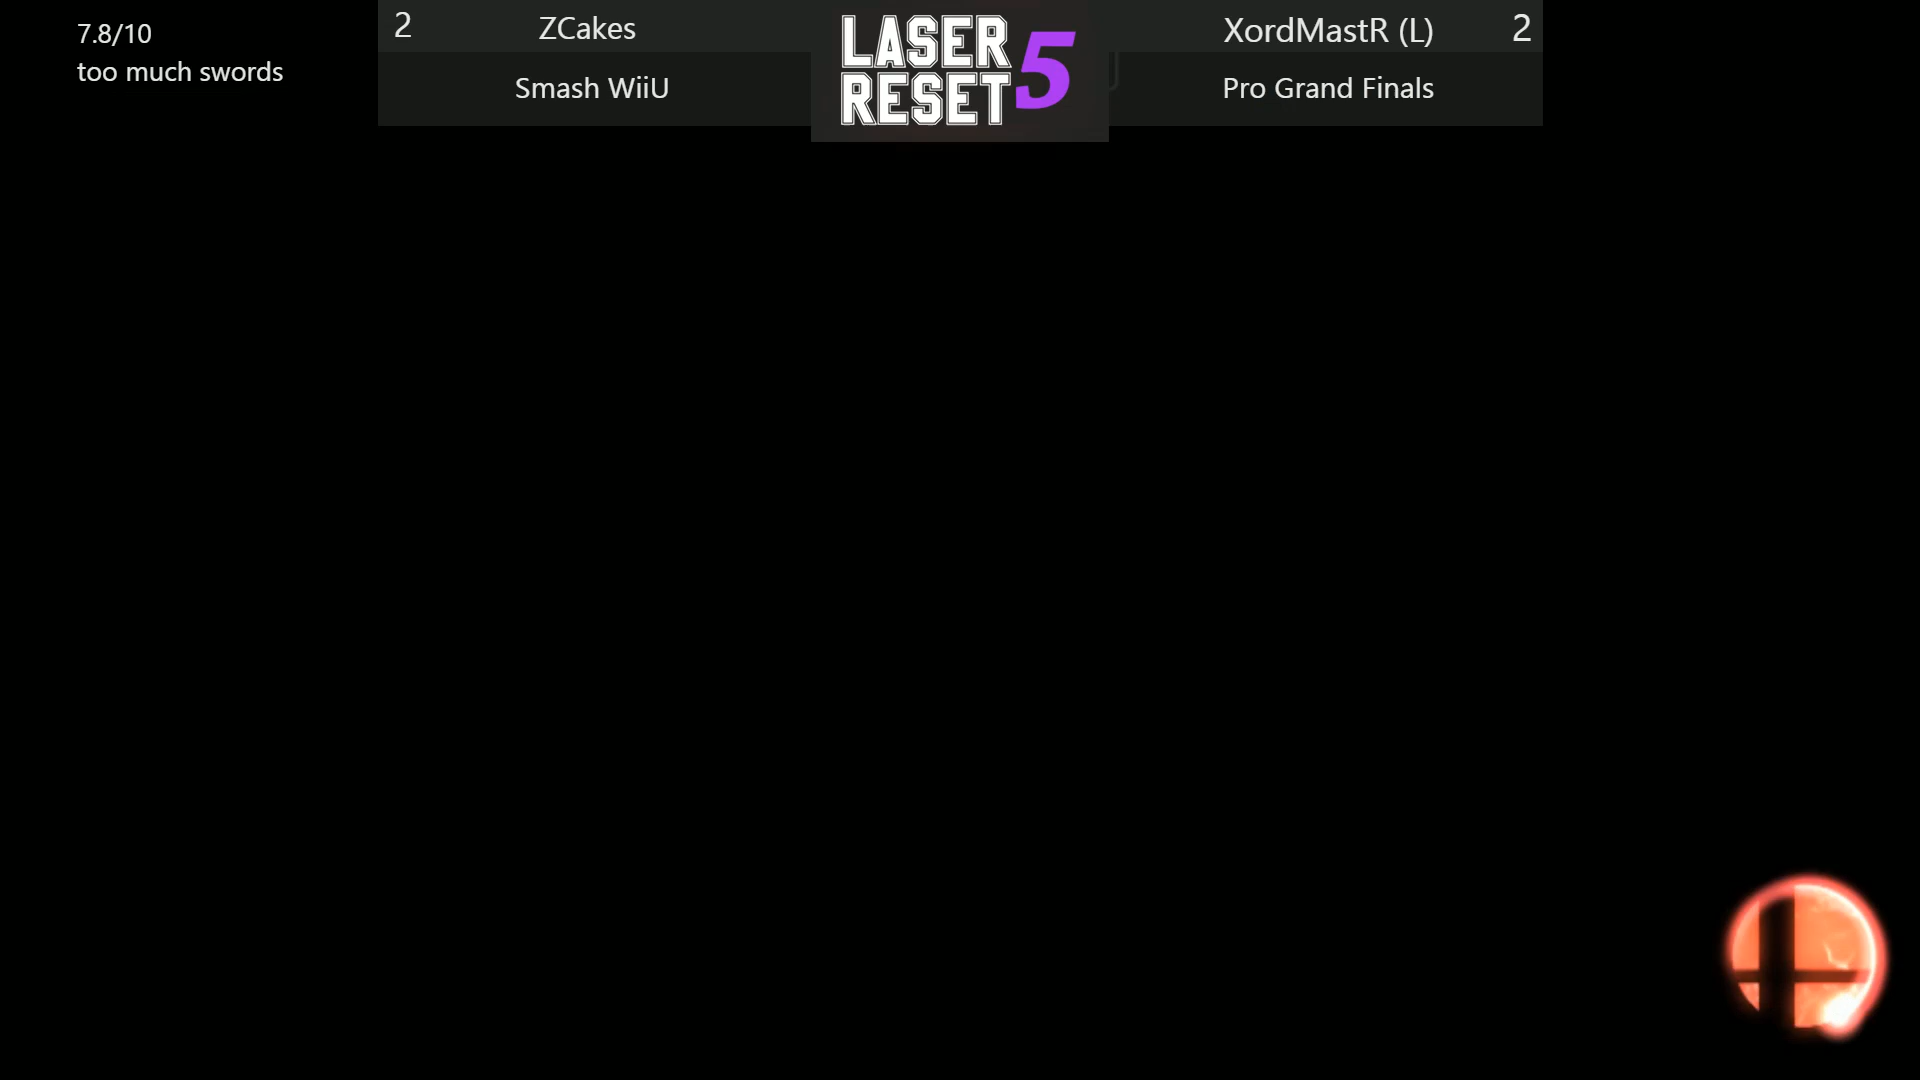 7.8/10
too much swords
2 ZCakes
Smash WiiU
LASER
RESET 5
XordMastR (L) 2
Pro Grand Finals